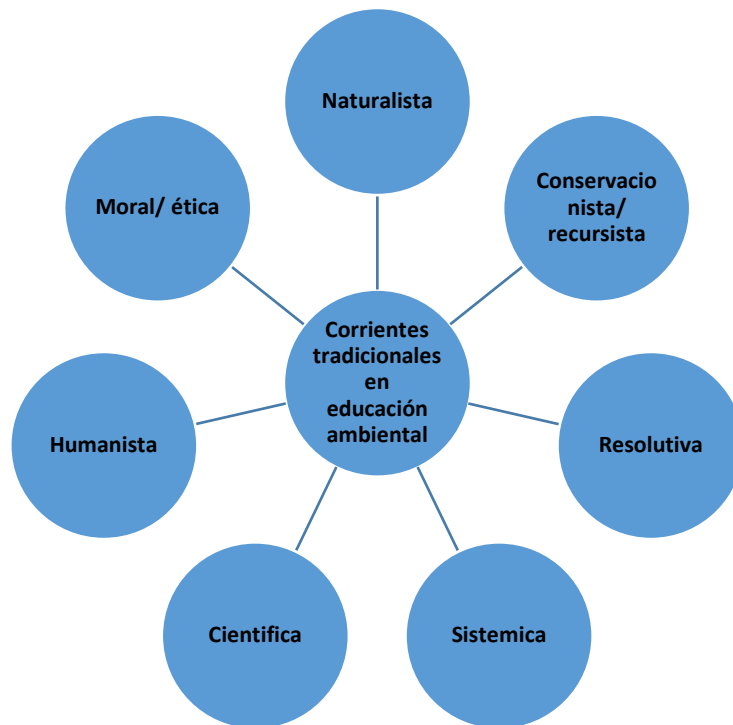 Naturalista
Conservacio
nista/
recursista
Moral/ ética
Corrientes
tradicionales
en
educación
ambiental
Humanista
Resolutiva
Cientifica
Sistemica